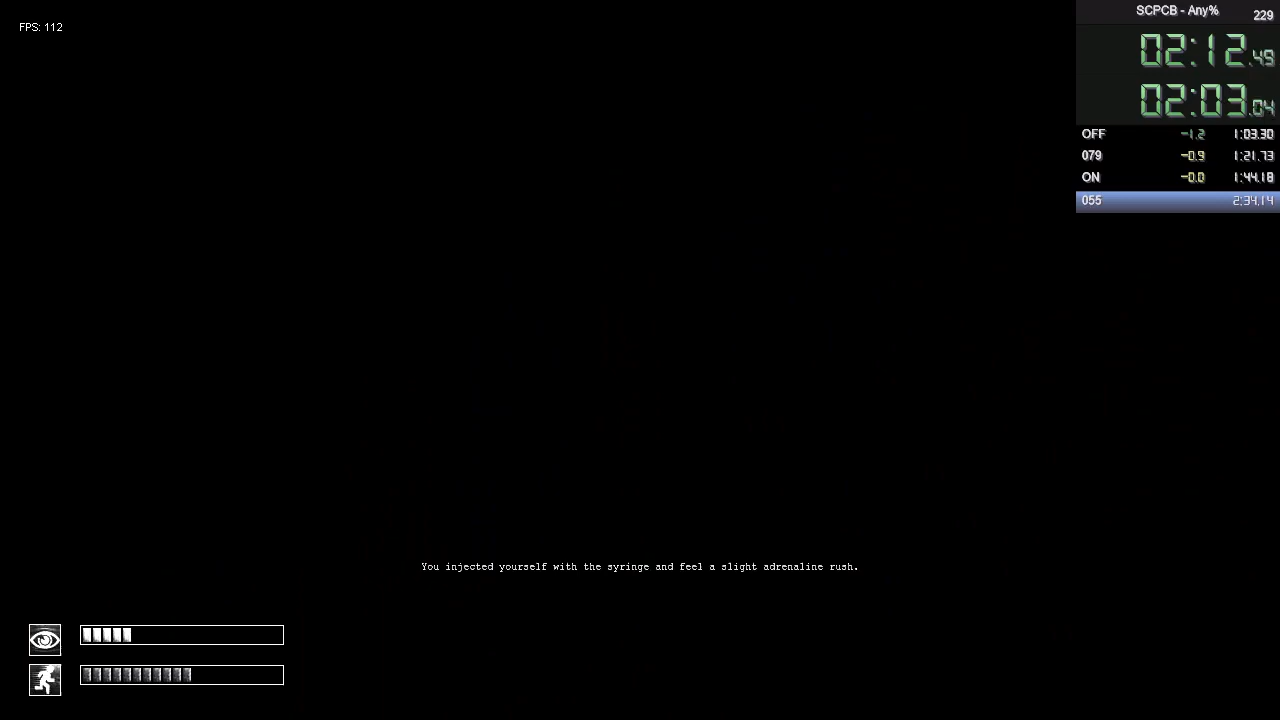 FPS: 112
SCPCB - Any%
229
02:12.49
02:03.04
OFF -1.2 1:03.30
079 -0.9 1:21.73
ON -0.0 1:44.18
055 2:34.14
You injected yourself with the syringe and feel a slight adrenaline rush.